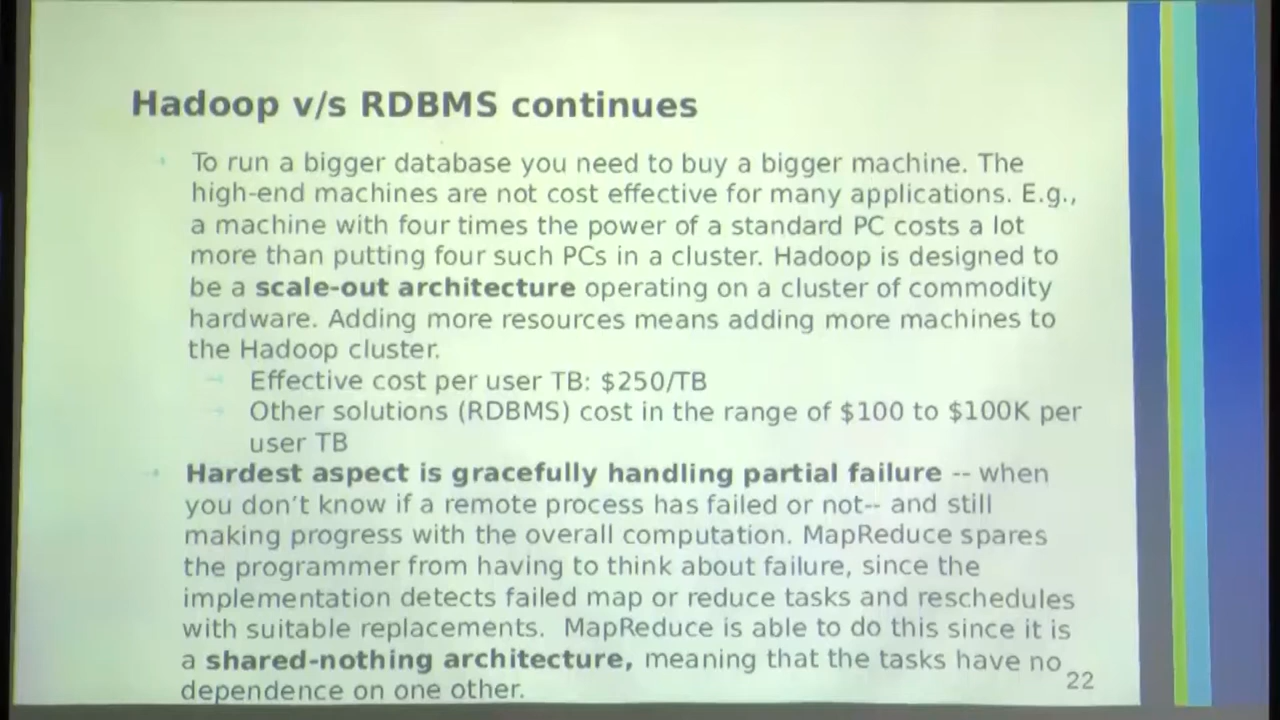 Hadoop v/s RDBMS continues
To run a bigger database you need to buy a bigger machine. The
high-end machines are not cost effective for many applications. E.g.,
a machine with four times the power of a standard PC costs a lot
more than putting four such PCs in a cluster. Hadoop is designed to
be a scale-out architecture operating on a cluster of commodity
hardware. Adding more resources means adding more machines to
the Hadoop cluster.
Effective cost per user TB: $250/TB
Other solutions (RDBMS) cost in the range of $100 to $100K per
user TB
Hardest aspect is gracefully handling partial failure -- when
you don't know if a remote process has failed or not-- and still
making progress with the overall computation. MapReduce spares
the programmer from having to think about failure, since the
implementation detects failed map or reduce tasks and reschedules
with suitable replacements.  MapReduce is able to do this since it is
a shared-nothing architecture, meaning that the tasks have no
dependence on one other.
22